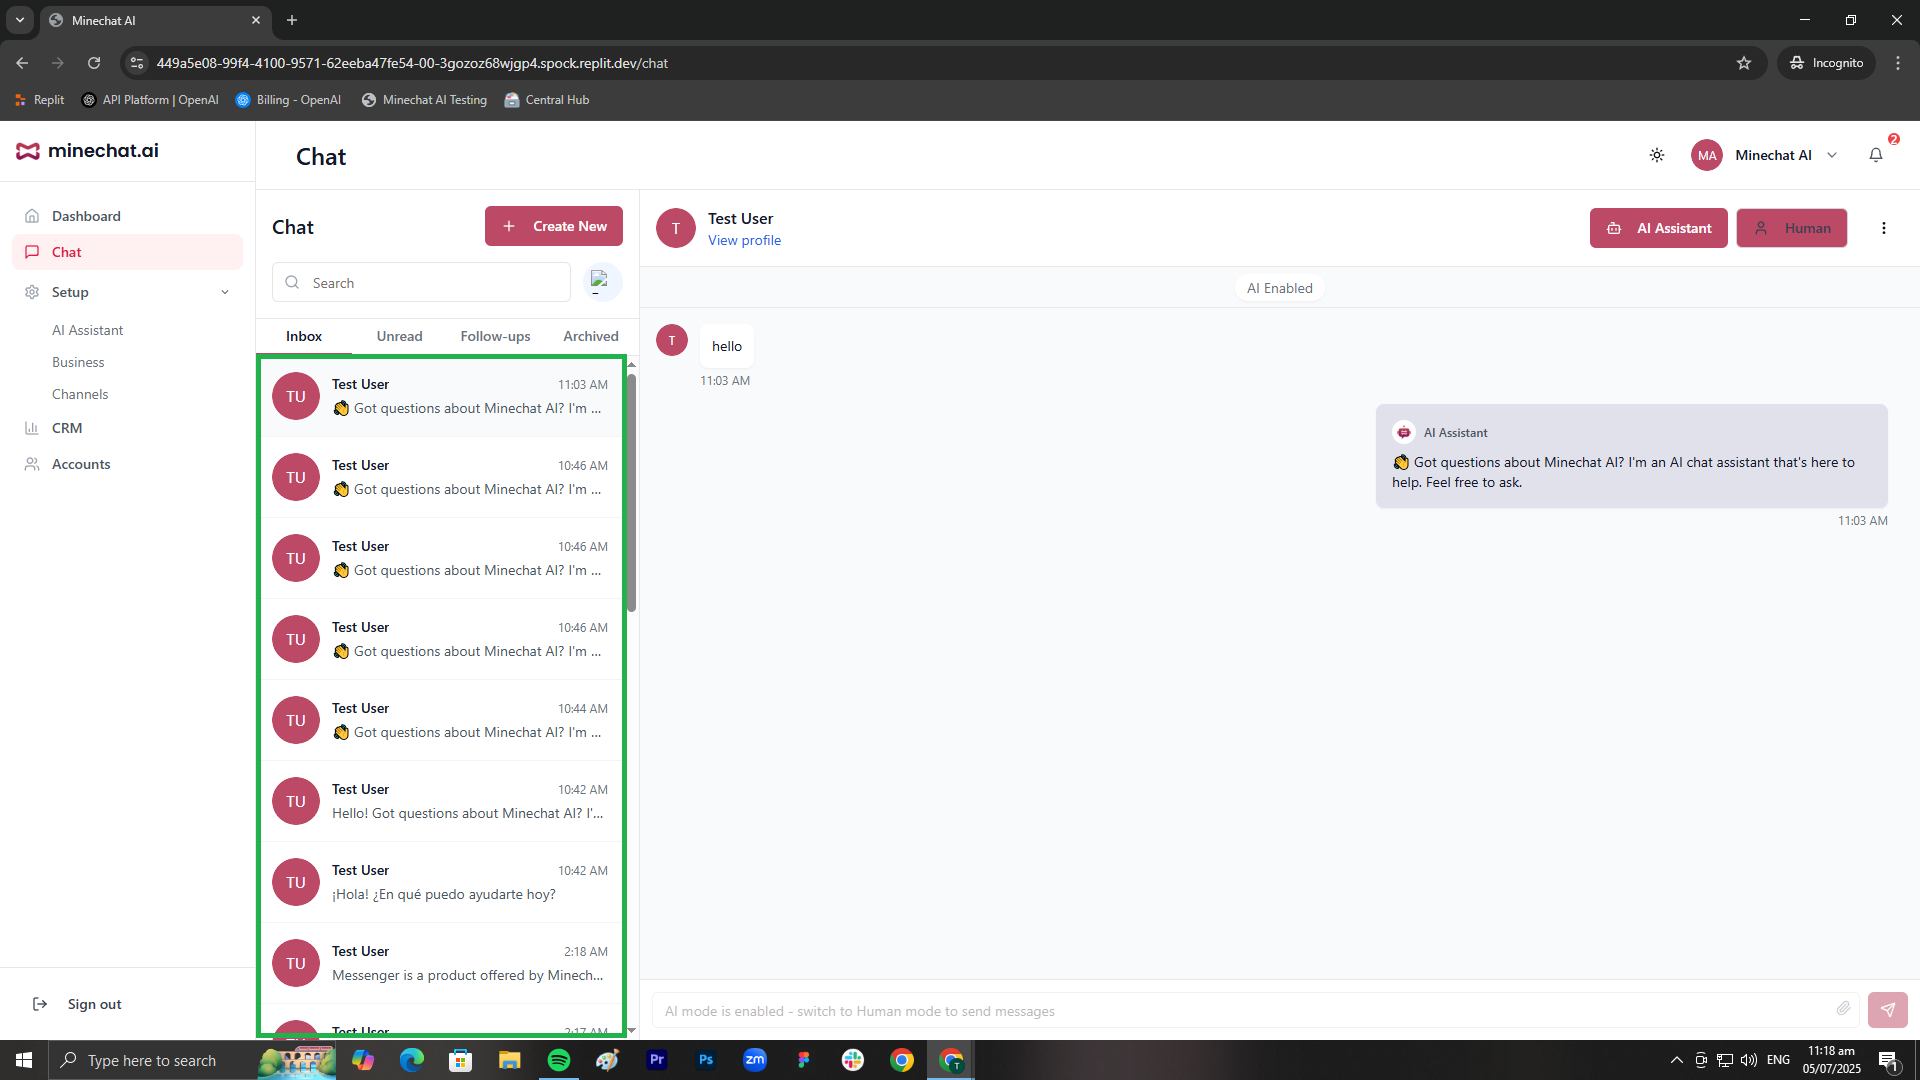 Minechat AI
449a5e08-99f4-4100-9571-62eeba47fe54-00-3gozoz68wjgp4.spock.replit.dev/chat
Incognito
Replit
API Platform | OpenAI
Billing - OpenAI
Minechat AI Testing
Central Hub
minechat.ai
Dashboard
Chat
Setup
AI Assistant
Business
Channels
CRM
Accounts
Sign out
Chat
MA
Minechat AI
2
Chat
+ Create New
Search
Inbox
Unread
Follow-ups
Archived
TU
Test User
11:03 AM
👋 Got questions about Minechat AI? I'm ...
TU
Test User
10:46 AM
👋 Got questions about Minechat AI? I'm ...
TU
Test User
10:46 AM
👋 Got questions about Minechat AI? I'm ...
TU
Test User
10:46 AM
👋 Got questions about Minechat AI? I'm ...
TU
Test User
10:44 AM
👋 Got questions about Minechat AI? I'm ...
TU
Test User
10:42 AM
Hello! Got questions about Minechat AI? I'...
TU
Test User
10:42 AM
¡Hola! ¿En qué puedo ayudarte hoy?
TU
Test User
2:18 AM
Messenger is a product offered by Minech...
Test User
2:17 AM
T
Test User
View profile
AI Assistant
Human
AI Enabled
T
hello
11:03 AM
AI Assistant
👋 Got questions about Minechat AI? I'm an AI chat assistant that's here to
help. Feel free to ask.
11:03 AM
AI mode is enabled - switch to Human mode to send messages
Type here to search
Pr
Ps
zm
T
ENG
11:18 am
05/07/2025
1